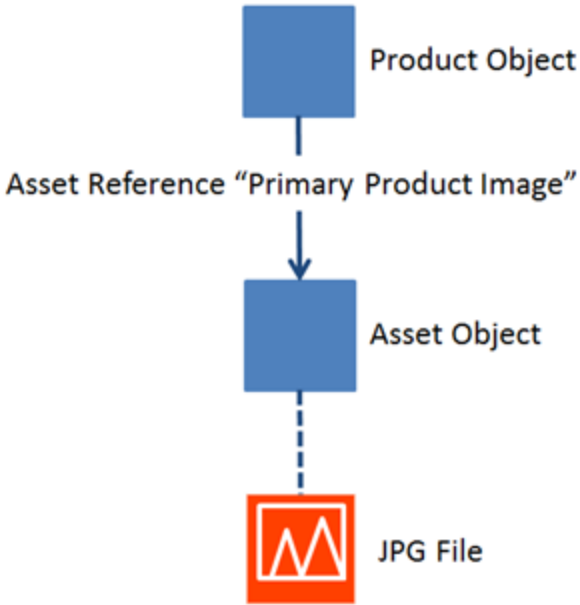 Product Object
Asset Reference “Primary Product Image”
Asset Object
JPG File